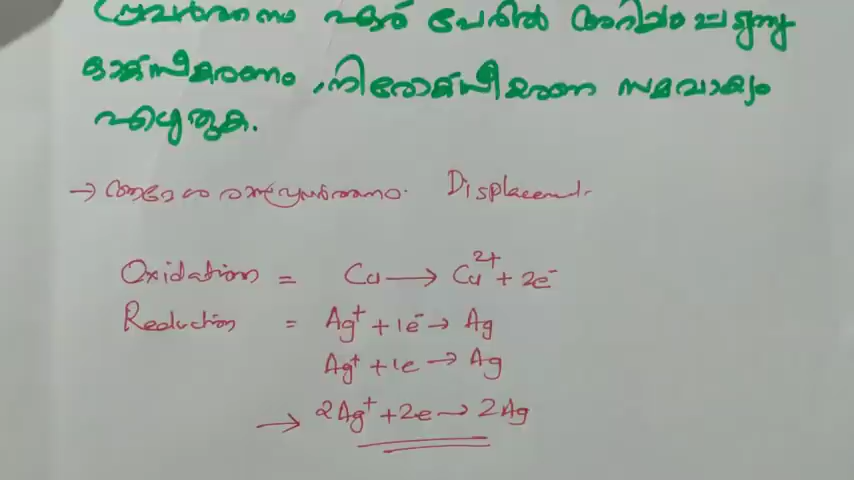 പ്രവർത്തനം ഏത് പേരിൽ അറിയപ്പെടുന്നു
ഓക്സീകരണം, നിരോക്സീകരണ സമവാക്യം
എഴുതുക.
→ ആദേശ രാസപ്രവർത്തനം. Displacement.
Oxidation = Cu → Cu²⁺ + 2e⁻
Reduction = Ag⁺ + 1e⁻ → Ag
Ag⁺ + 1e → Ag
→ 2Ag⁺ + 2e → 2Ag